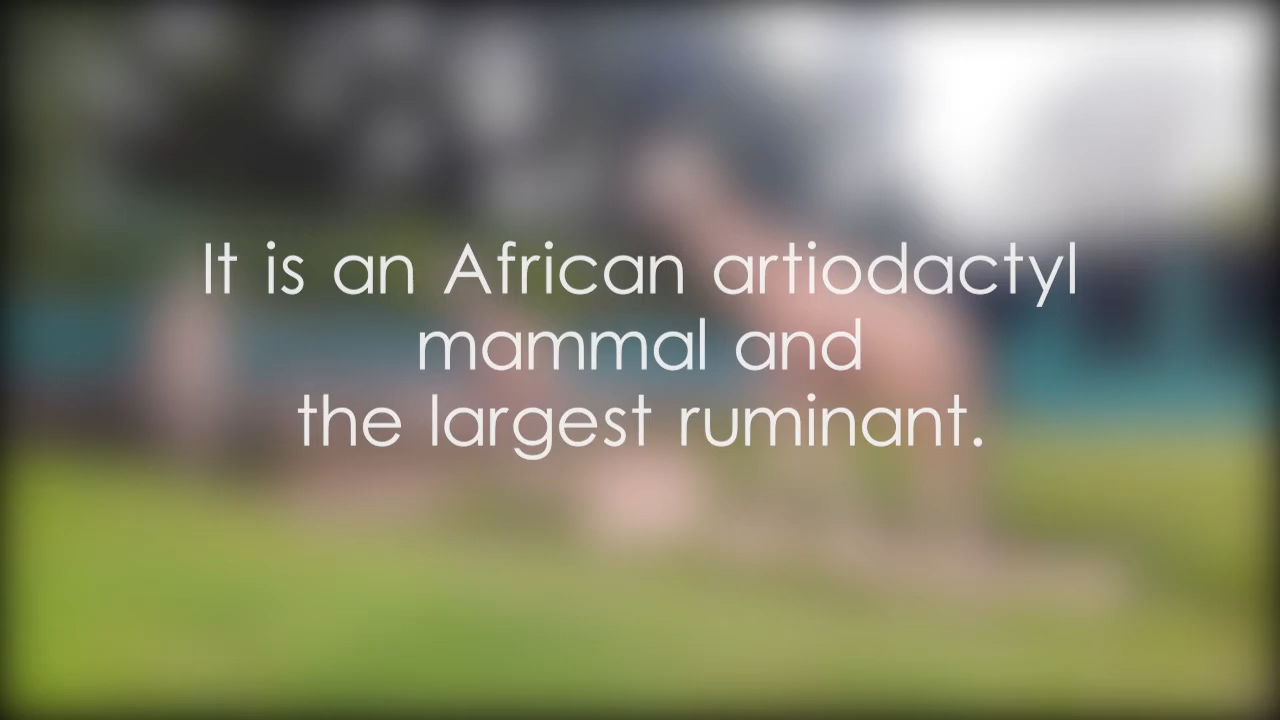 It is an African artiodactyl
mammal and
the largest ruminant.